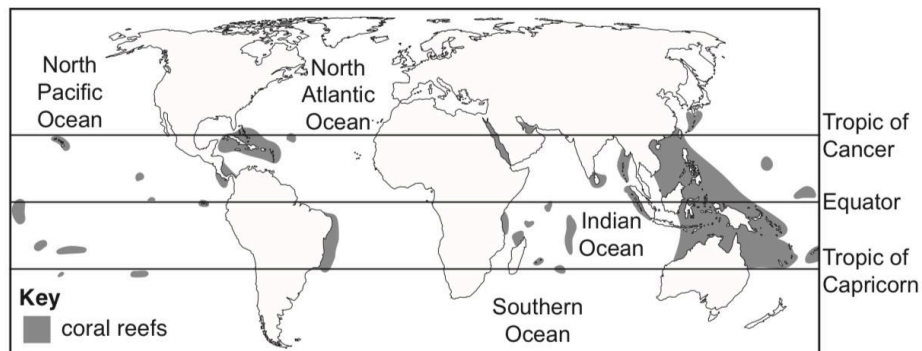 North
Pacific
Ocean
North
Atlantic
Ocean
Tropic of
Cancer
Equator
Indian
Ocean
Tropic of
Capricorn
Southern
Ocean
Key
coral reefs